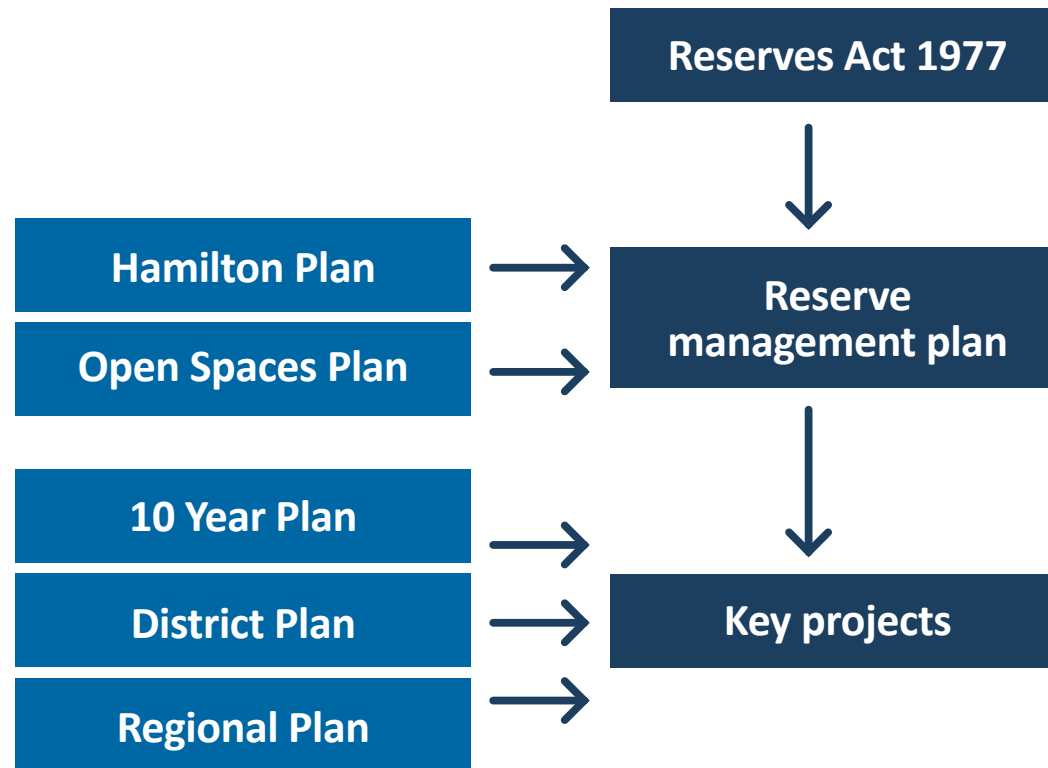 Reserves Act 1977
Hamilton Plan
Open Spaces Plan
Reserve
management plan
10 Year Plan
District Plan
Regional Plan
Key projects